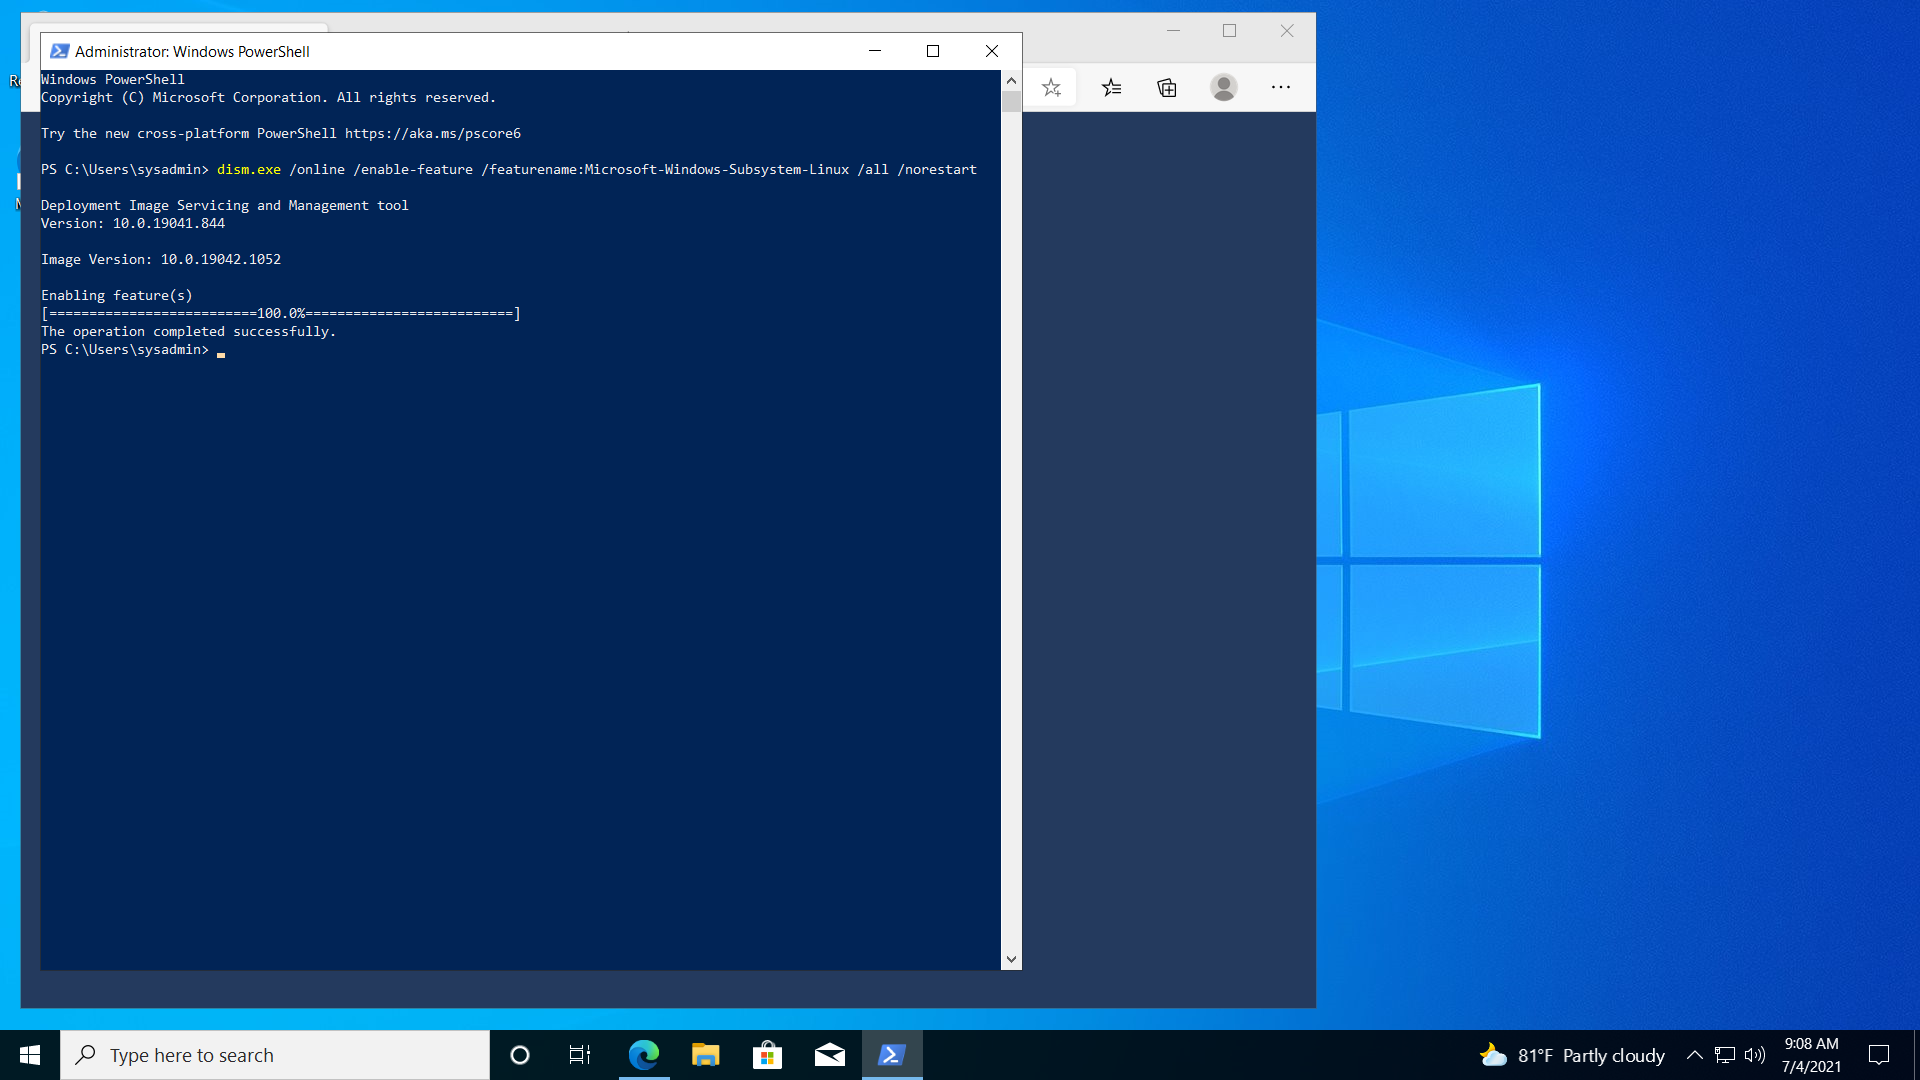 Administrator: Windows PowerShell
Windows PowerShell
Copyright (C) Microsoft Corporation. All rights reserved.
Try the new cross-platform PowerShell https://aka.ms/pscore6
PS C:\Users\sysadmin> dism.exe /online /enable-feature /featurename:Microsoft-Windows-Subsystem-Linux /all /norestart
Deployment Image Servicing and Management tool
Version: 10.0.19041.844
Image Version: 10.0.19042.1052
Enabling feature(s)
[==========================100.0%==========================]
The operation completed successfully.
PS C:\Users\sysadmin>
Type here to search
81°F Partly cloudy
9:08 AM
7/4/2021